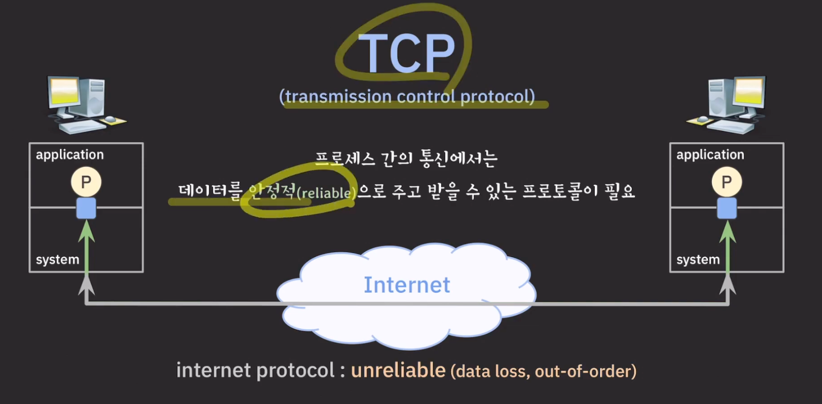 TCP
(transmission control protocol)
application
P
system
프로세스 간의 통신에서는
데이터를 안정적(reliable)으로 주고 받을 수 있는 프로토콜이 필요
application
P
system
Internet
internet protocol : unreliable (data loss, out-of-order)